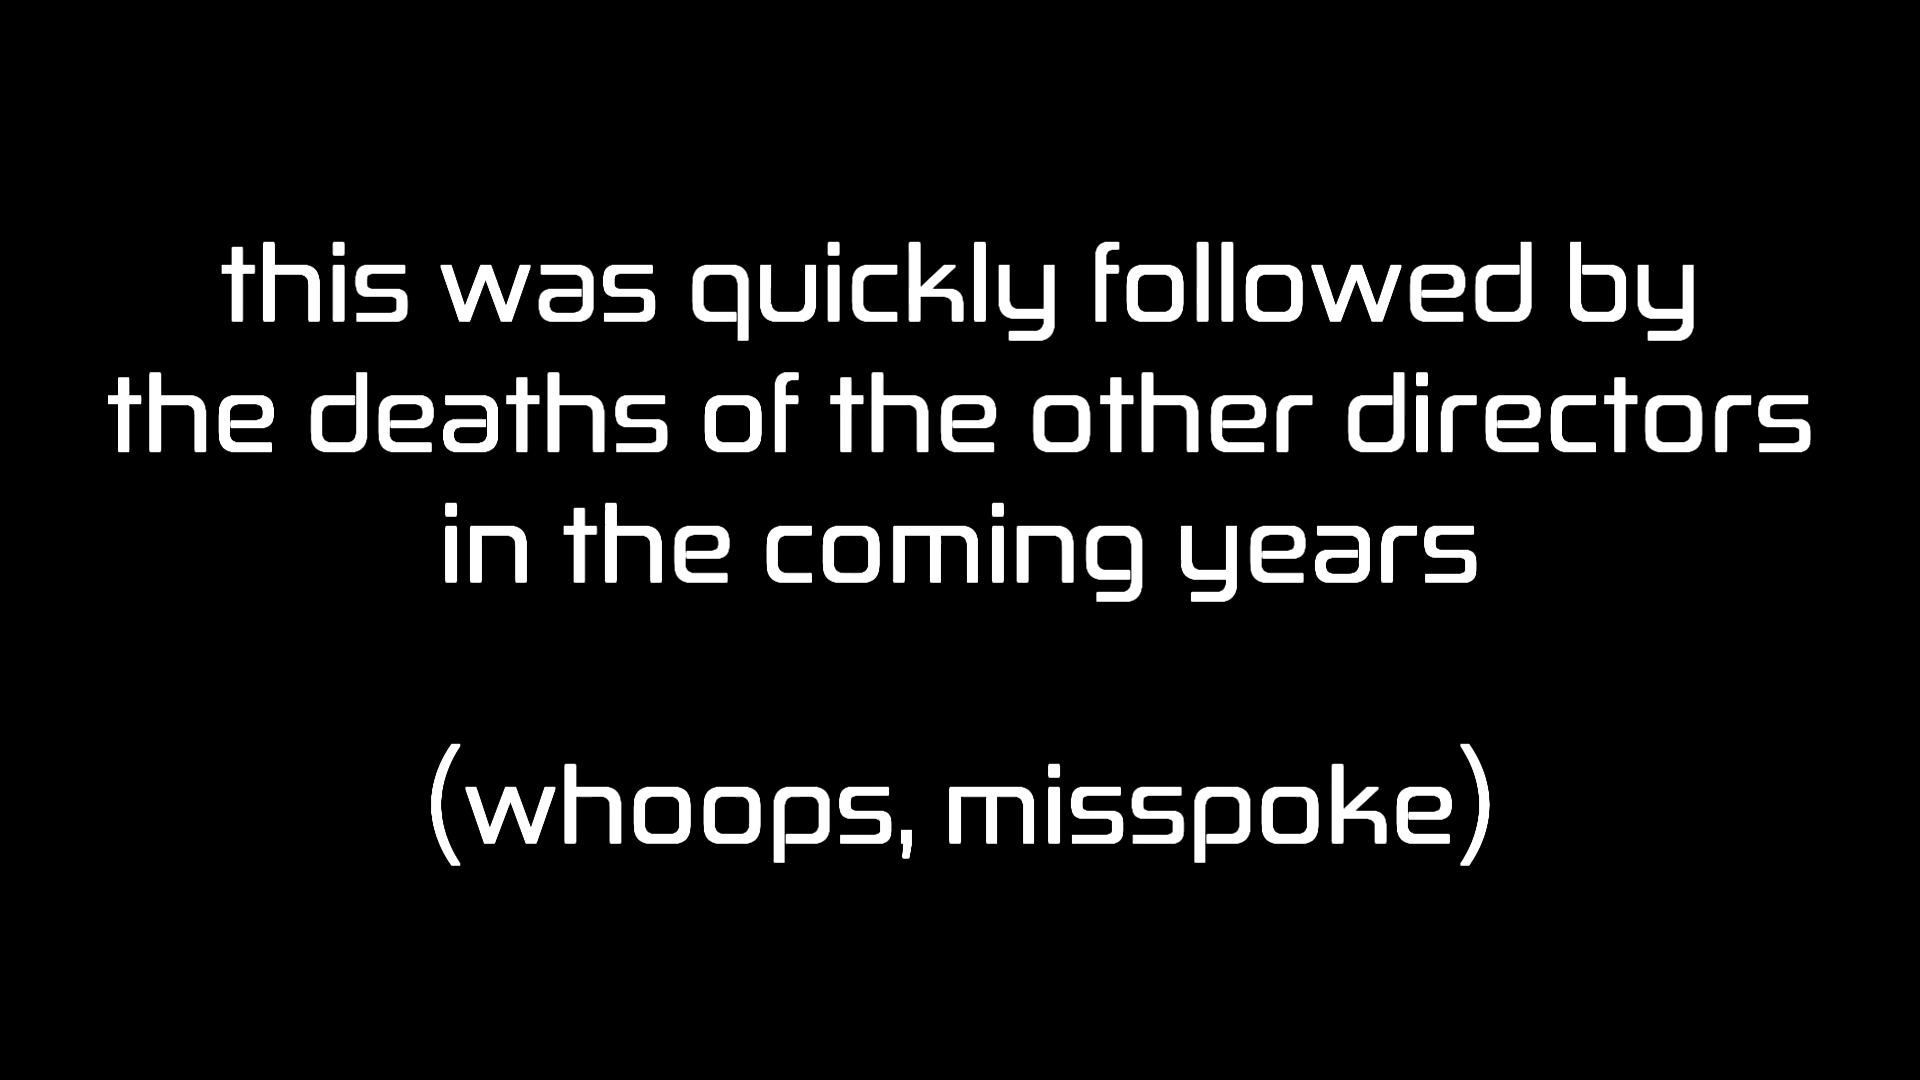 this was quickly followed by
the deaths of the other directors
in the coming years
(whoops, misspoke)